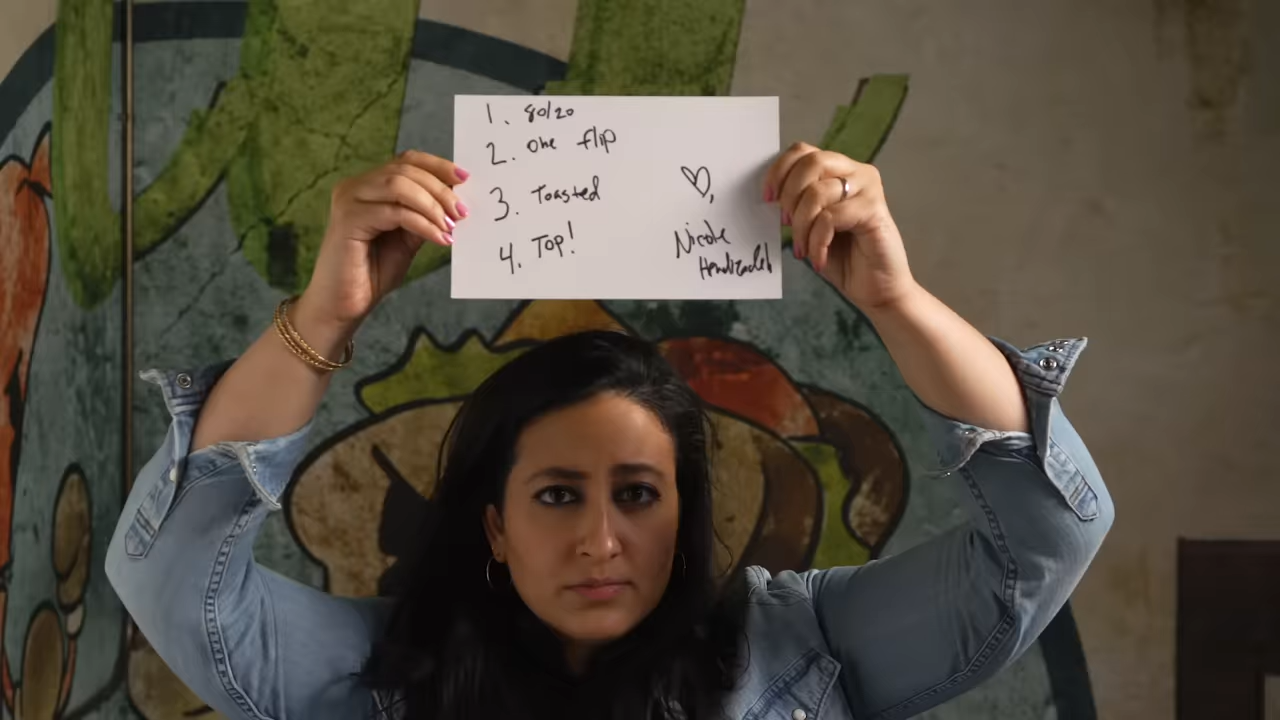 1. 80/20
2. One flip
3. Toasted
4. Top!
♡,
Nicole